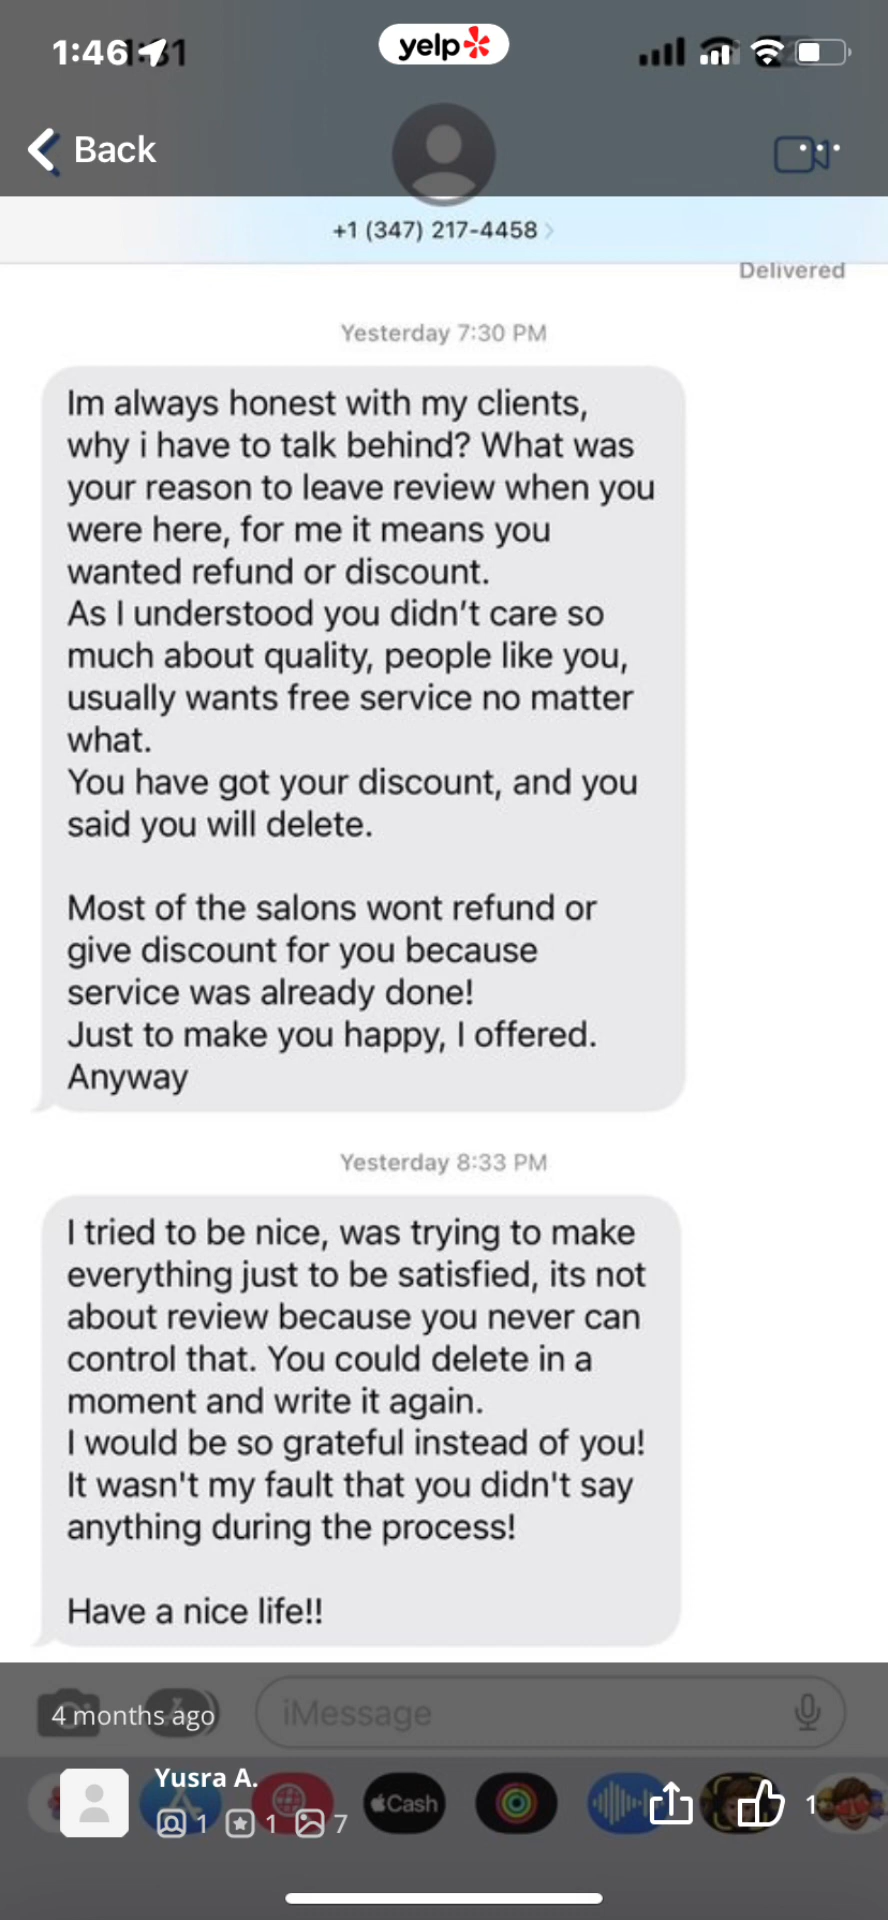 1:46
yelp
Back
+1 (347) 217-4458
Delivered
Yesterday 7:30 PM
Im always honest with my clients,
why i have to talk behind? What was
your reason to leave review when you
were here, for me it means you
wanted refund or discount.
As I understood you didn't care so
much about quality, people like you,
usually wants free service no matter
what.
You have got your discount, and you
said you will delete.
Most of the salons wont refund or
give discount for you because
service was already done!
Just to make you happy, I offered.
Anyway
Yesterday 8:33 PM
I tried to be nice, was trying to make
everything just to be satisfied, its not
about review because you never can
control that. You could delete in a
moment and write it again.
I would be so grateful instead of you!
It wasn't my fault that you didn't say
anything during the process!
Have a nice life!!
iMessage
4 months ago
Yusra A.
1 1 7
Cash
1